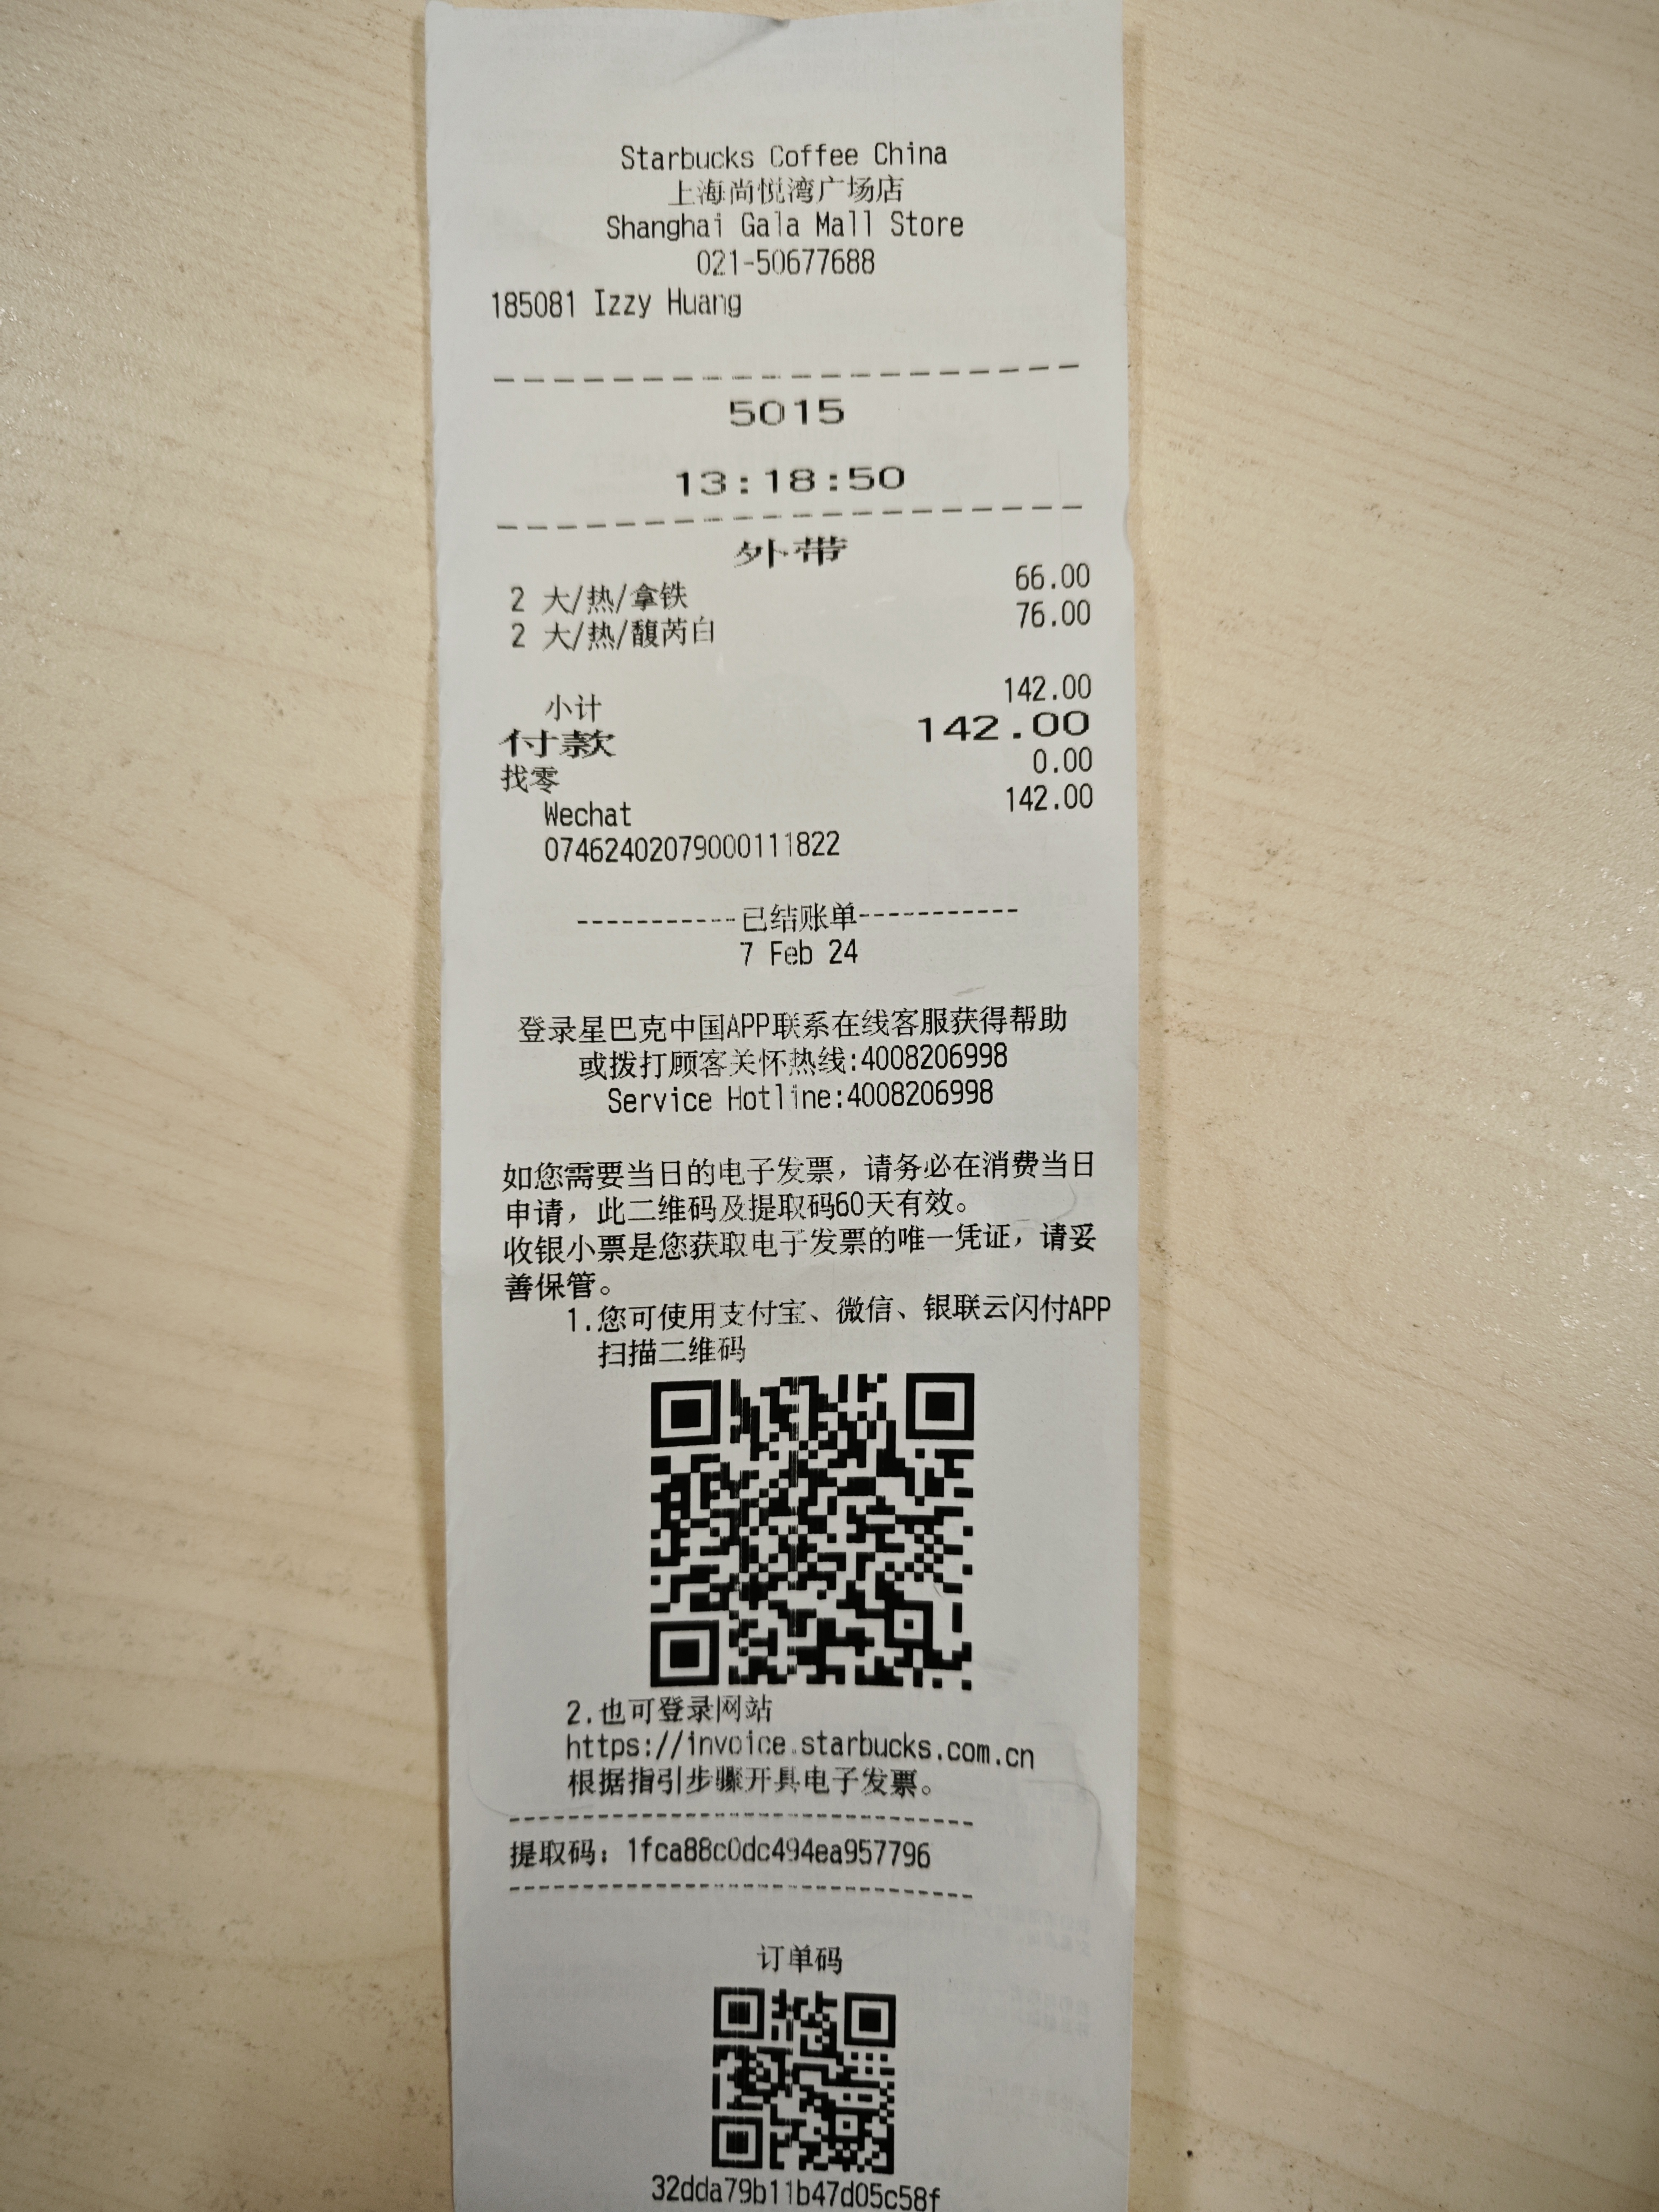 Starbucks Coffee China
上海尚悦湾广场店
Shanghai Gala Mall Store
021-50677688
185081 Izzy Huang
5015
13:18:50
外带
2 大/热/拿铁 66.00
2 大/热/馥芮白 76.00
小计 142.00
付款 142.00
找零 0.00
Wechat 142.00
07462402079000111822
-----------已结账单-----------
7 Feb 24
登录星巴克中国APP联系在线客服获得帮助
或拨打顾客关怀热线:4008206998
Service Hotline:4008206998
如您需要当日的电子发票，请务必在消费当日
申请，此二维码及提取码60天有效。
收银小票是您获取电子发票的唯一凭证，请妥
善保管。
1.您可使用支付宝、微信、银联云闪付APP
扫描二维码
2.也可登录网站
https://invoice.starbucks.com.cn
根据指引步骤开具电子发票。
提取码：1fca88c0dc494ea957796
订单码
32dda79b11b47d05c58f